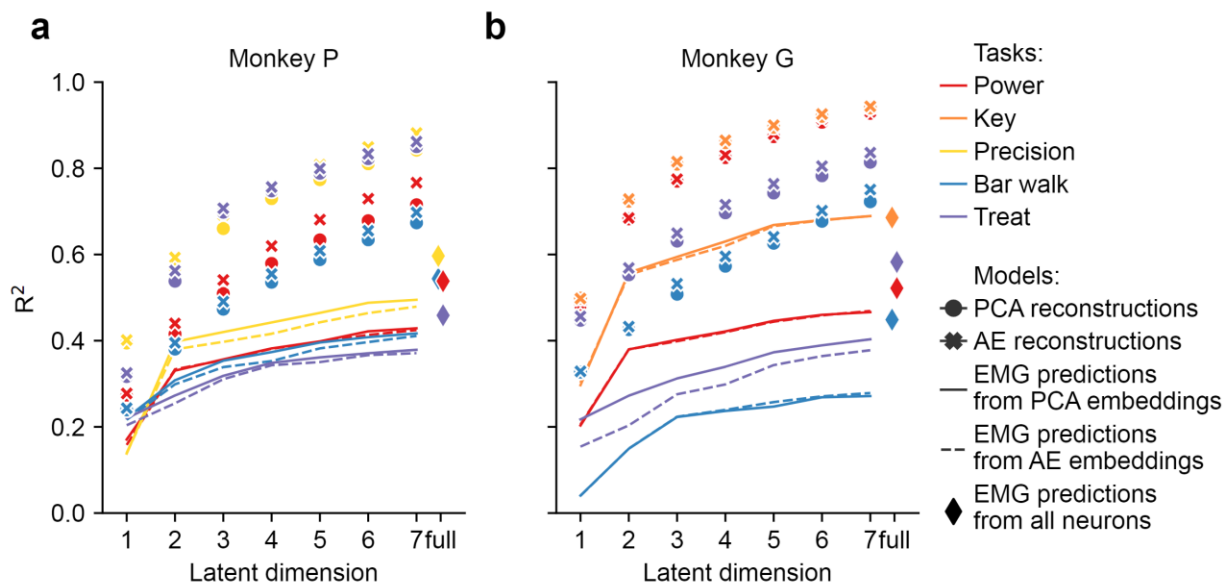 a
b
Monkey P
Monkey G
Tasks:
Power
Key
Precision
Bar walk
Treat
Models:
PCA reconstructions
AE reconstructions
EMG predictions
from PCA embeddings
EMG predictions
from AE embeddings
EMG predictions
from all neurons
R²
1.0
0.8
0.6
0.4
0.2
0.0
1 2 3 4 5 6 7 full
1 2 3 4 5 6 7 full
Latent dimension
Latent dimension